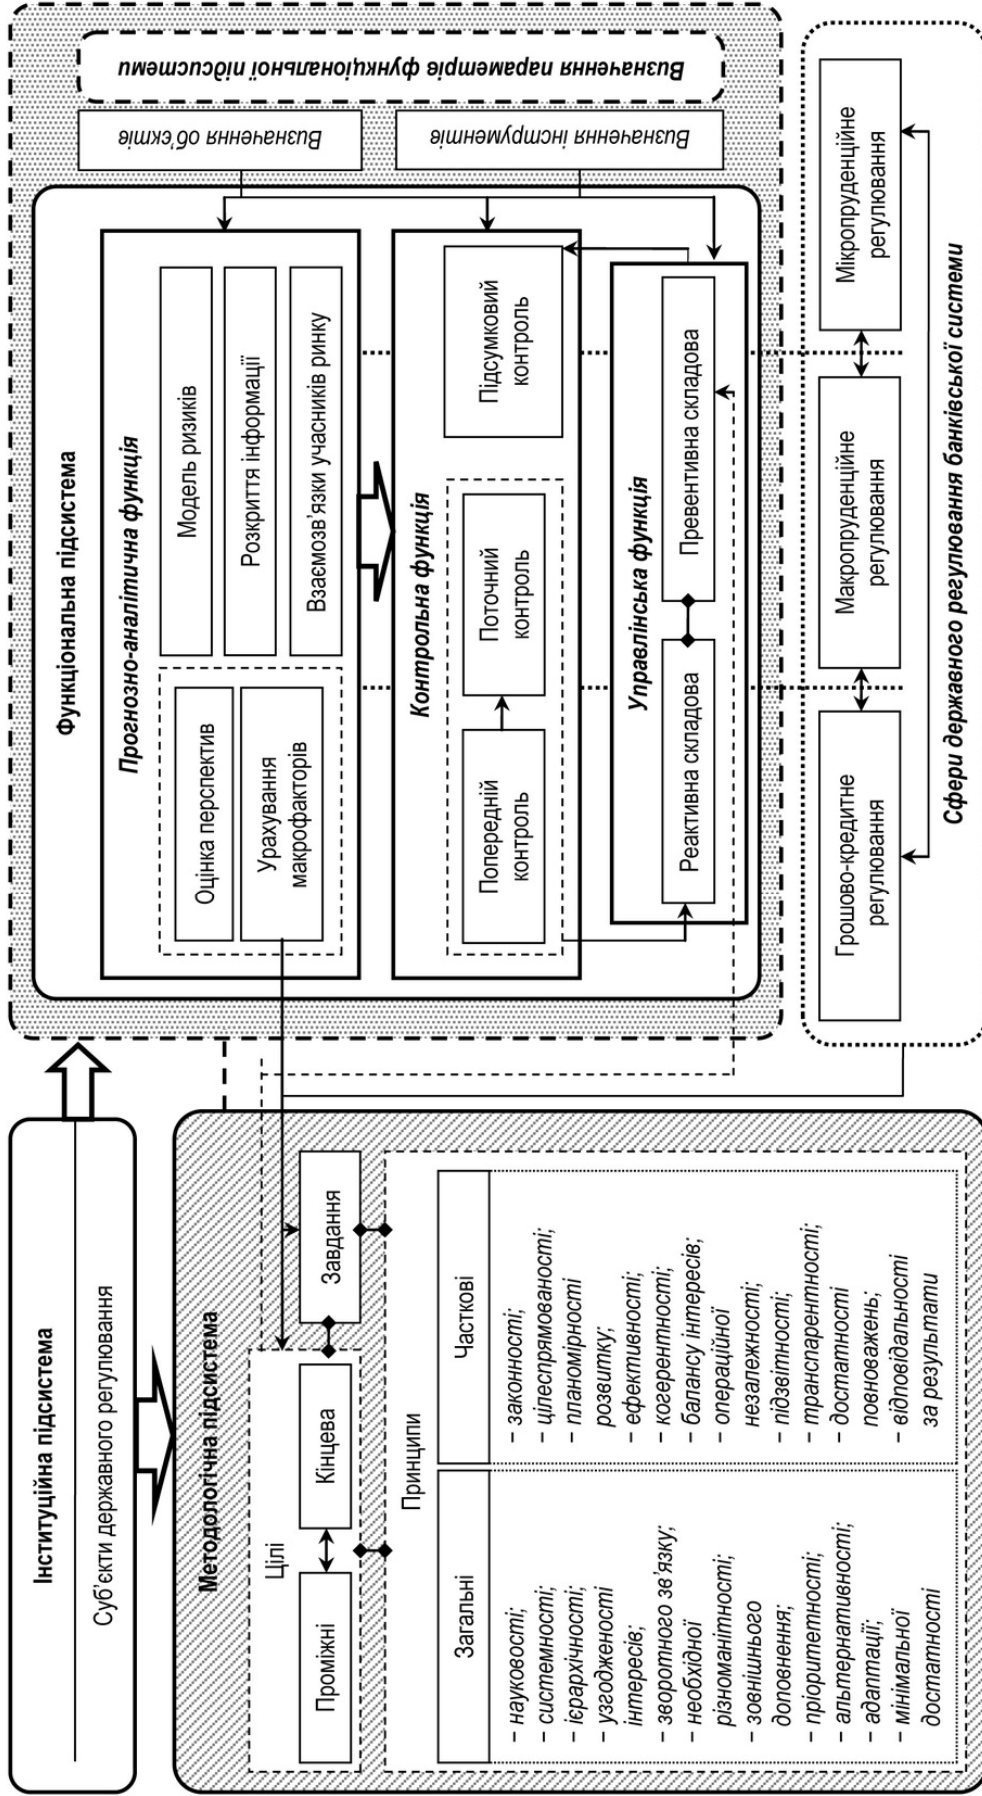 Інституційна підсистема
Суб’єкти державного регулювання
Методологічна підсистема
Цілі
Проміжні
Кінцева
Завдання
Принципи
Загальні
– науковості;
– системності;
– ієрархічності;
– узгодженості
інтересів;
– зворотного зв’язку;
– необхідної
різноманітності;
– зовнішнього
доповнення;
– пріоритетності;
– альтернативності;
– адаптації;
– мінімальної
достатності
Часткові
– законності;
– цілеспрямованості;
– планомірності
розвитку;
– ефективності;
– когерентності;
– балансу інтересів;
– операційної
незалежності;
– підзвітності;
– транспарентності;
– достатності
повноважень;
– відповідальності
за результати
Функціональна підсистема
Прогнозно-аналітична функція
Оцінка перспектив
Урахування
макрофакторів
Модель ризиків
Розкриття інформації
Взаємозв’язки учасників ринку
Контрольна функція
Попередній
контроль
Поточний
контроль
Підсумковий
контроль
Управлінська функція
Реактивна складова
Превентивна складова
Визначення об’єктів
Визначення інструментів
Визначення параметрів функціональної підсистеми
Грошово-кредитне
регулювання
Макропруденційне
регулювання
Мікропруденційне
регулювання
Сфери державного регулювання банківської системи